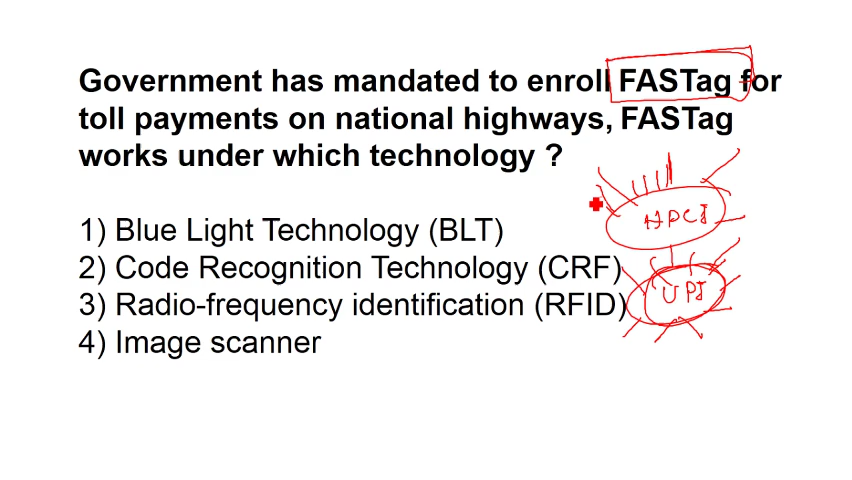 Government has mandated to enroll FASTag for
toll payments on national highways, FASTag
works under which technology ?
1) Blue Light Technology (BLT)
2) Code Recognition Technology (CRF)
3) Radio-frequency identification (RFID)
4) Image scanner
NPCI
UPI